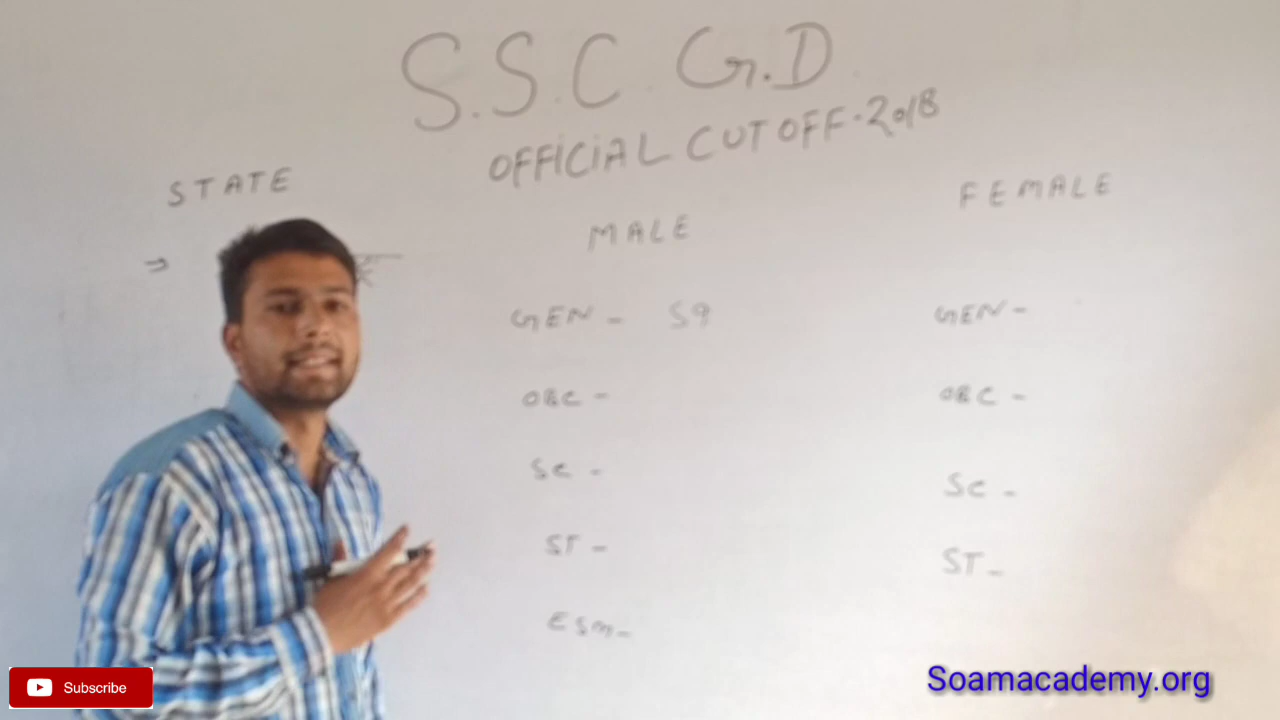 S.S.C. G.D.
OFFICIAL CUTOFF-2018
STATE
MALE
FEMALE
GEN - 59
GEN -
OBC -
OBC -
SC -
SC -
ST -
ST -
ESM -
Subscribe
Soamacademy.org